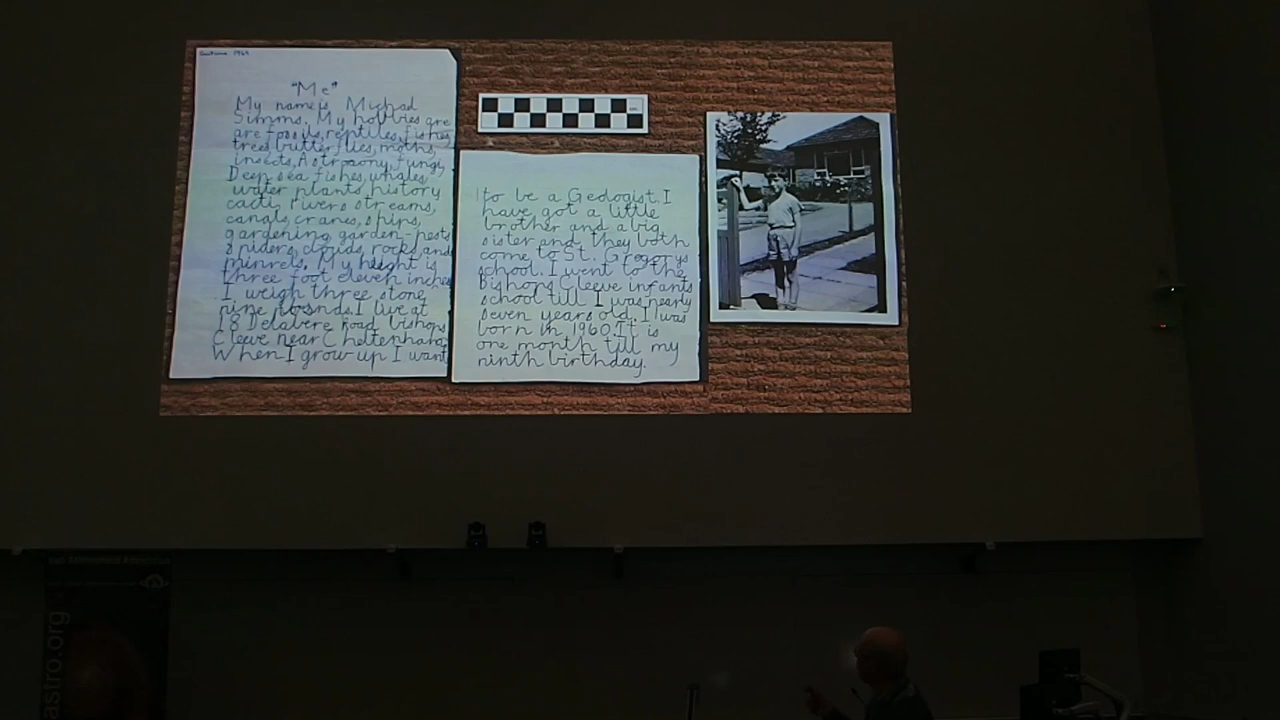 Autumn 1969
"Me"
My name is Michael
Simms. My hobbies are
are fossils, reptiles, fishes
trees, butterflies, moths,
insects, Astroony, fungi,
Deep sea fishes, whales,
water plants, history
cacti, rivers streams,
canals, cranes, ships,
gardening garden-pests
spiders, clouds, rocks, and
minrels. My height is
three foot eleven inches
I weigh three stone
nine pounds. I live at
68 Delabere Road bishops
Cleeve near Cheltenham.
When I grow up I want
to be a Geologist. I
have got a little
brother and a big
sister and they both
come to St. Gregorys
school. I went to the
Bishops Cleeve infants
school till I was nearly
seven years old. I was
born in 1960. It is
one month till my
ninth birthday.
astro.org